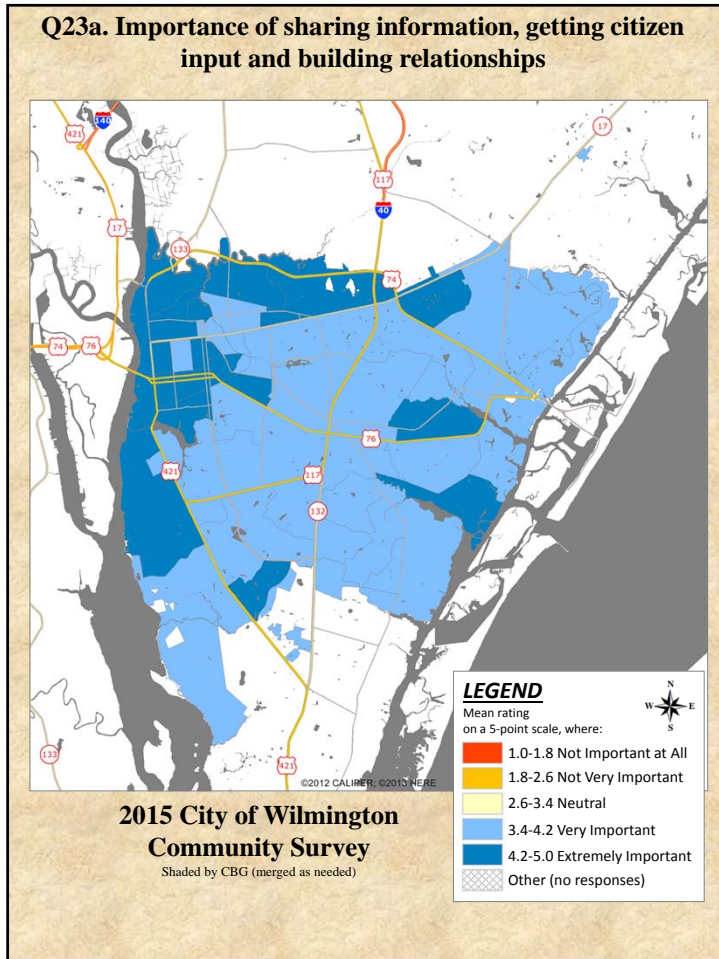 Q23a. Importance of sharing information, getting citizen
input and building relationships
140
421
17
117
40
17
133
74
74
76
76
421
117
132
133
421
©2012 CALIPER; ©2013 HERE
LEGEND
Mean rating
on a 5-point scale, where:
N
W E
S
1.0-1.8 Not Important at All
1.8-2.6 Not Very Important
2.6-3.4 Neutral
3.4-4.2 Very Important
4.2-5.0 Extremely Important
Other (no responses)
2015 City of Wilmington
Community Survey
Shaded by CBG (merged as needed)